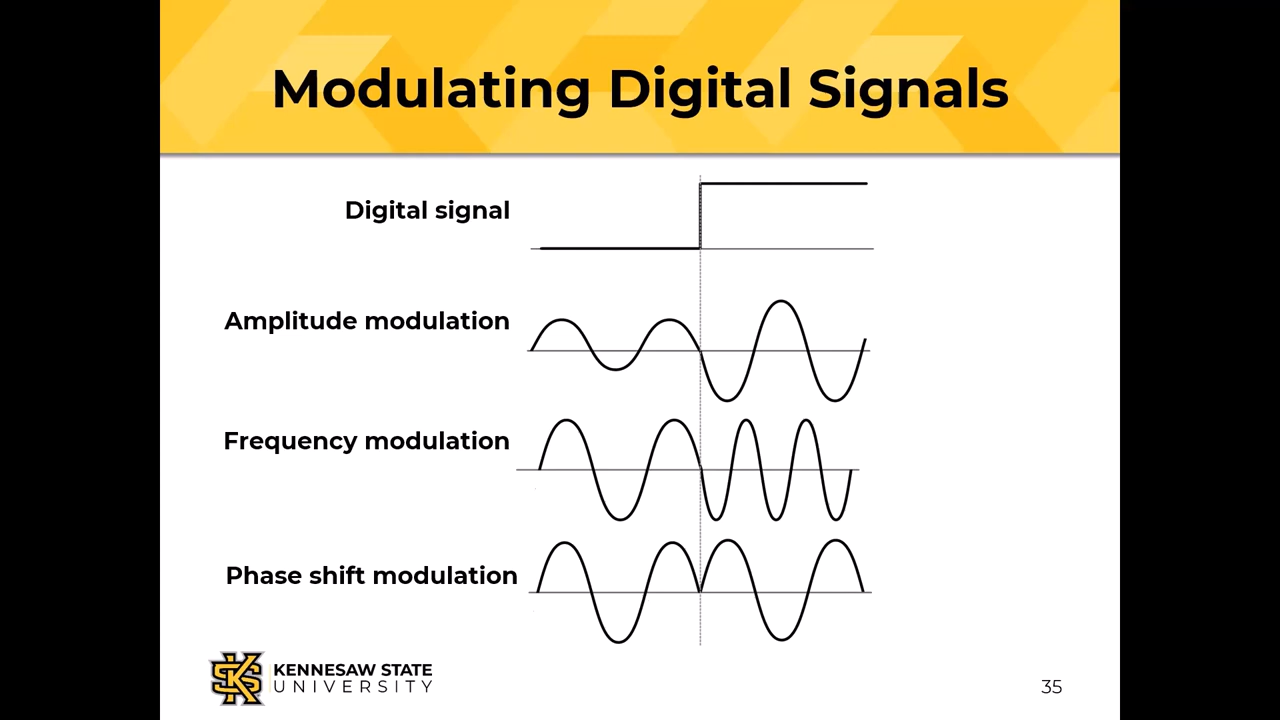 Modulating Digital Signals
Digital signal
Amplitude modulation
Frequency modulation
Phase shift modulation
KENNESAW STATE
UNIVERSITY
35